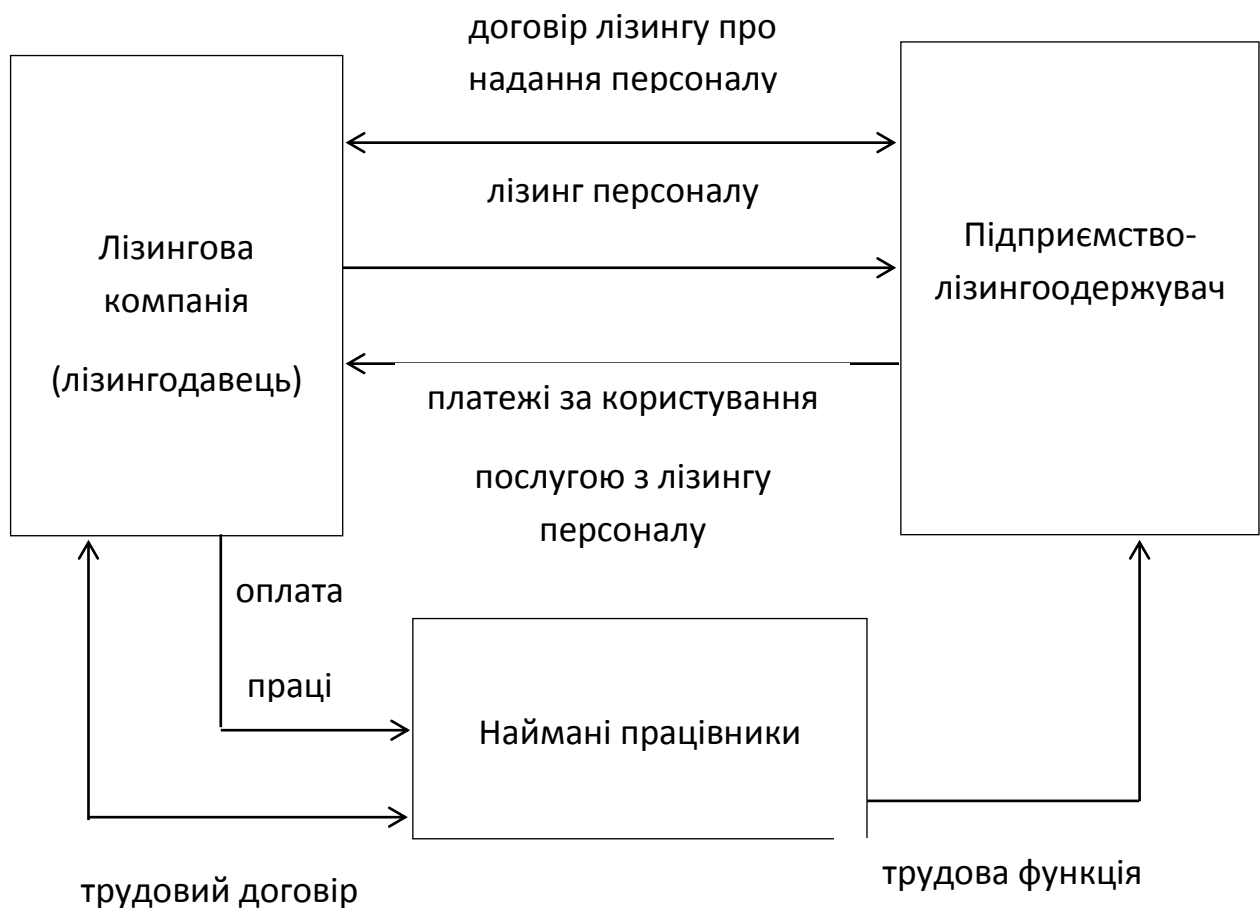 договір лізингу про
надання персоналу
лізинг персоналу
Лізингова
компанія
(лізингодавець)
Підприємство-
лізингоодержувач
платежі за користування
послугою з лізингу
персоналу
оплата
праці
Наймані працівники
трудовий договір
трудова функція